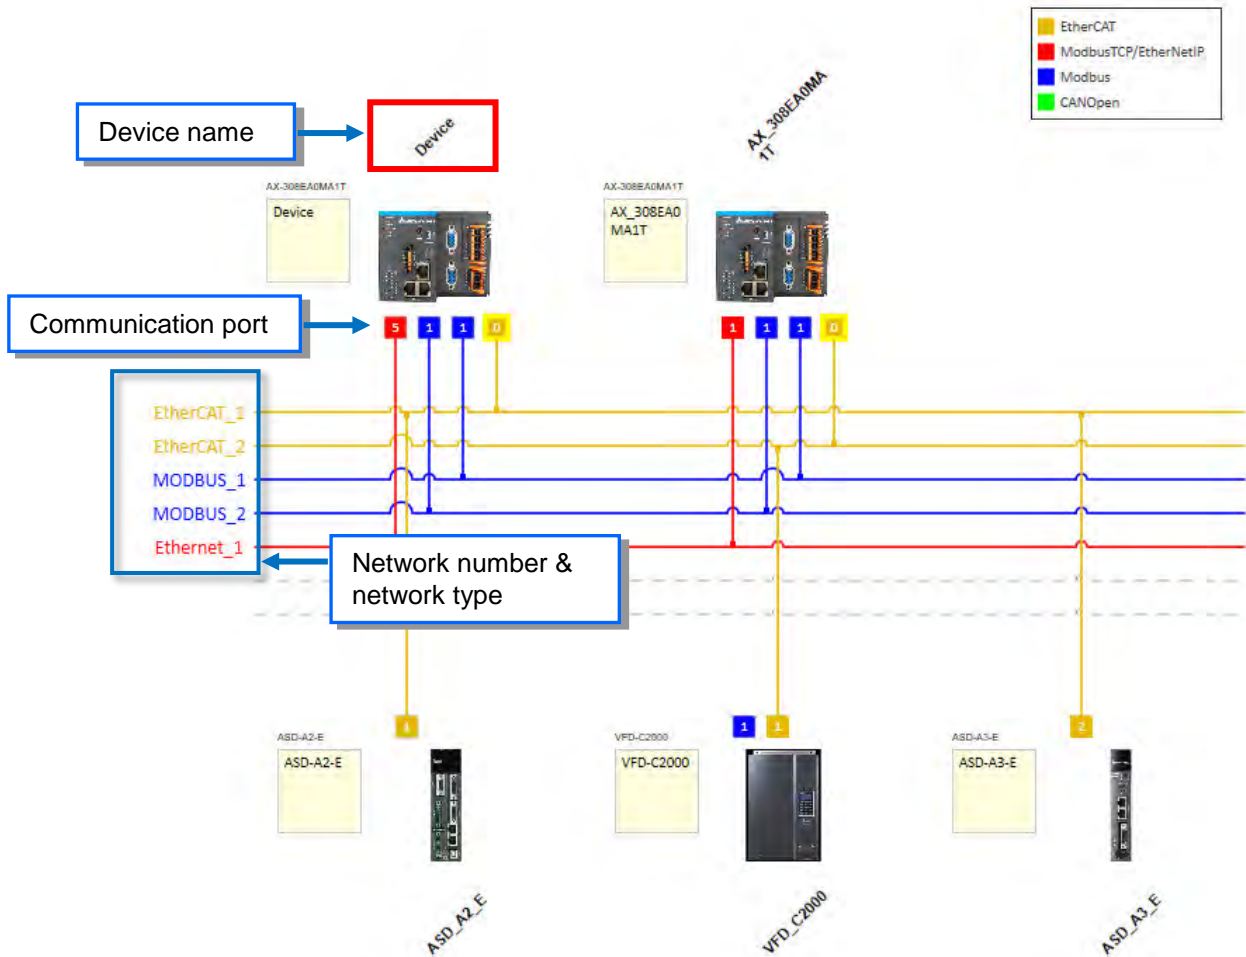 EtherCAT
ModbusTCP/EtherNetIP
Modbus
CANOpen
Device name
Device
AX_308EA0MA
1T
AX-308EA0MA1T
Device
AX-308EA0MA1T
AX_308EA0
MA1T
Communication port
5
1
1
0
1
1
1
0
EtherCAT_1
EtherCAT_2
MODBUS_1
MODBUS_2
Ethernet_1
Network number &
network type
1
1
1
2
ASD-A2-E
ASD-A2-E
VFD-C2000
VFD-C2000
ASD-A3-E
ASD-A3-E
ASD_A2_E
VFD_C2000
ASD_A3_E